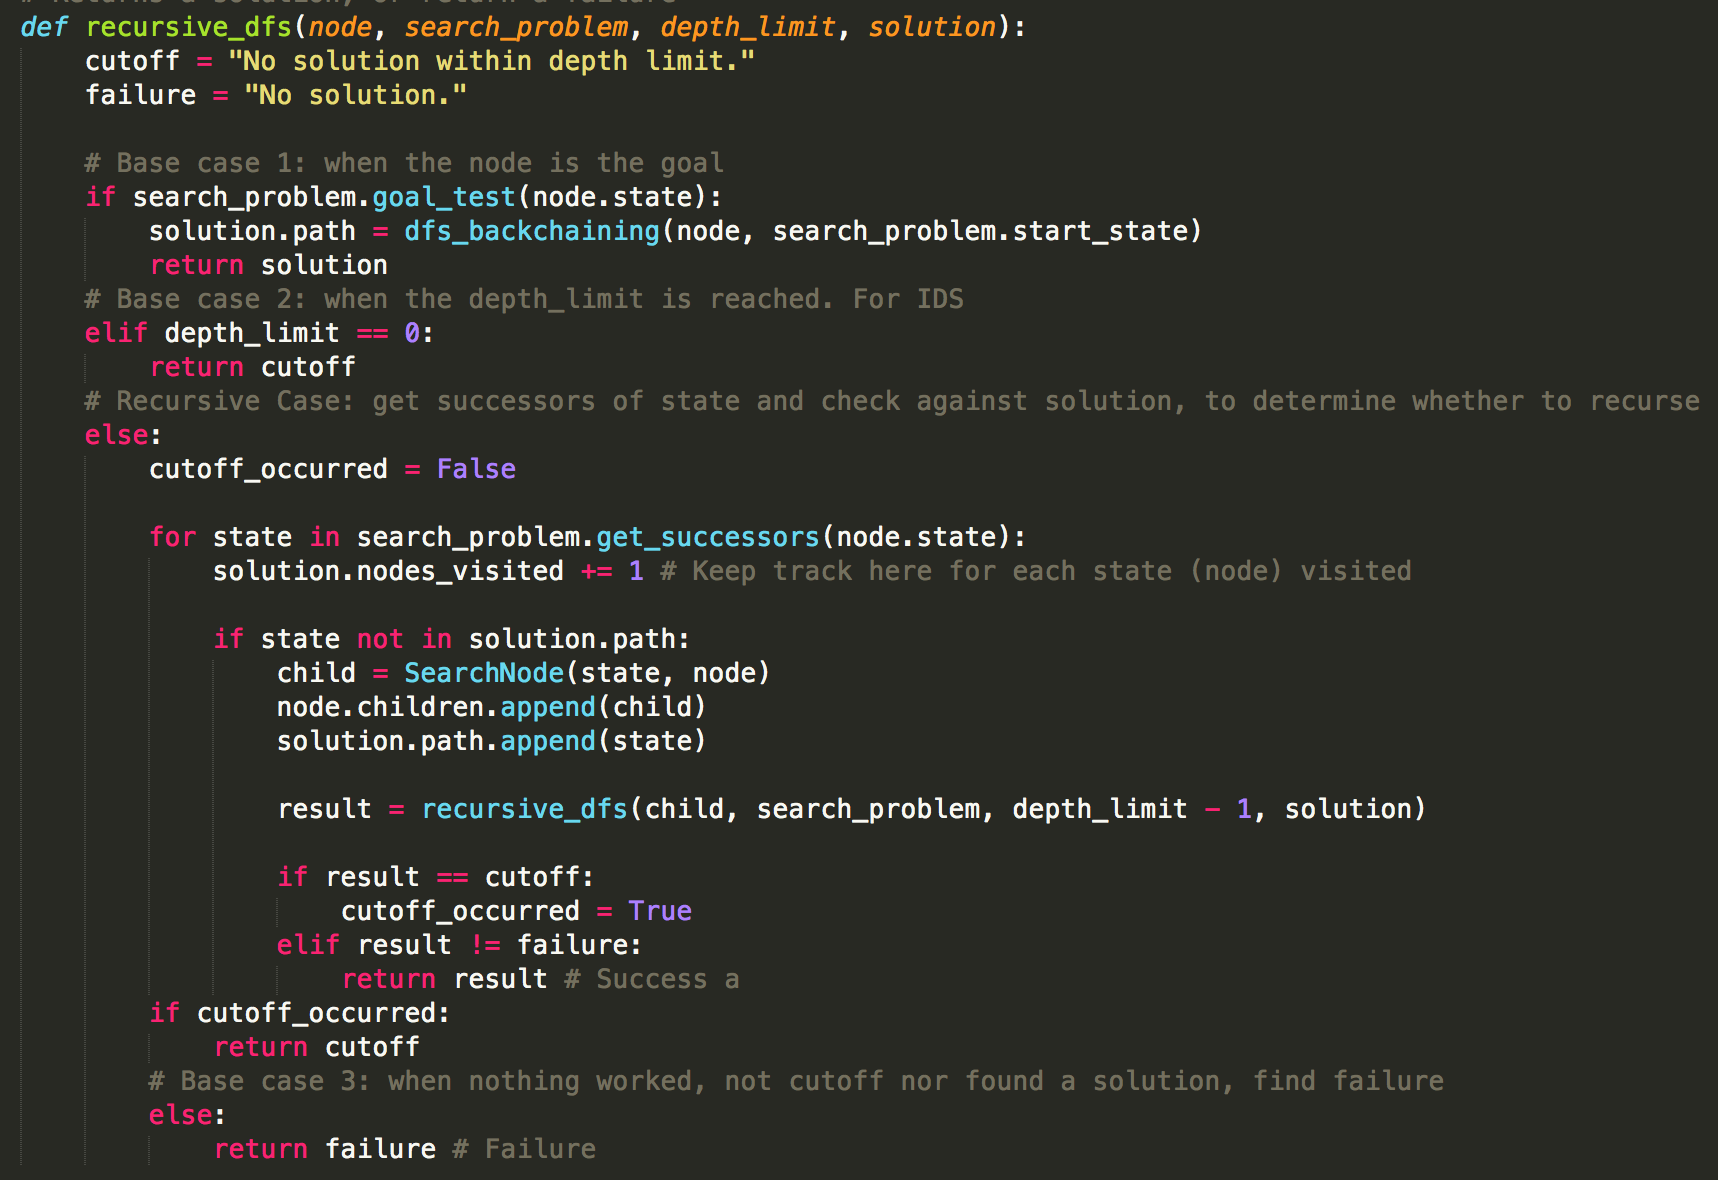 # Returns a solution, or return a failure
def recursive_dfs(node, search_problem, depth_limit, solution):
    cutoff = "No solution within depth limit."
    failure = "No solution."
    # Base case 1: when the node is the goal
    if search_problem.goal_test(node.state):
        solution.path = dfs_backchaining(node, search_problem.start_state)
        return solution
    # Base case 2: when the depth_limit is reached. For IDS
    elif depth_limit == 0:
        return cutoff
    # Recursive Case: get successors of state and check against solution, to determine whether to recurse
    else:
        cutoff_occurred = False
        for state in search_problem.get_successors(node.state):
            solution.nodes_visited += 1 # Keep track here for each state (node) visited
            if state not in solution.path:
                child = SearchNode(state, node)
                node.children.append(child)
                solution.path.append(state)
                result = recursive_dfs(child, search_problem, depth_limit - 1, solution)
                if result == cutoff:
                    cutoff_occurred = True
                elif result != failure:
                    return result # Success a
        if cutoff_occurred:
            return cutoff
        # Base case 3: when nothing worked, not cutoff nor found a solution, find failure
        else:
            return failure # Failure